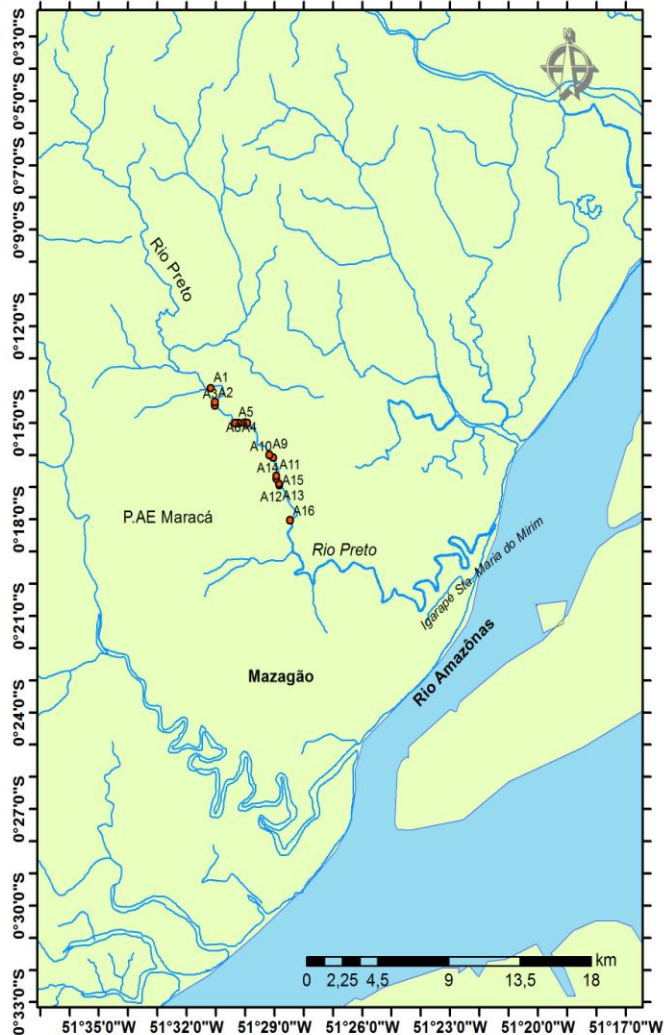 0°3'0"S
0°5'0"S
0°7'0"S
0°9'0"S
0°12'0"S
0°15'0"S
0°18'0"S
0°21'0"S
0°24'0"S
0°27'0"S
0°30'0"S
0°33'0"S
Rio Preto
A1
A3
A2
A5
A4
A9
A10
A11
A14
A15
A12
A13
A16
P.AE Maracá
Rio Preto
Igarapé Sta. Maria do Mirim
Mazagão
Rio Amazônas
km
0 2,25 4,5 9 13,5 18
51°35'0"W 51°32'0"W 51°29'0"W 51°26'0"W 51°23'0"W 51°20'0"W 51°1'0"W